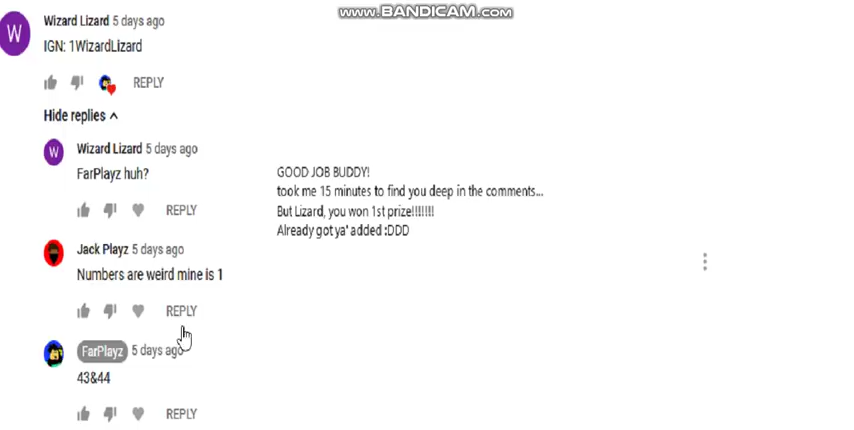 www.BANDICAM.com
Wizard Lizard 5 days ago
W
IGN: 1WizardLizard
REPLY
Hide replies
W
Wizard Lizard 5 days ago
FarPlayz huh?
REPLY
GOOD JOB BUDDY!
took me 15 minutes to find you deep in the comments...
But Lizard, you won 1st prize!!!!!!!
Already got ya' added :DDD
Jack Playz 5 days ago
Numbers are weird mine is 1
REPLY
FarPlayz 5 days ago
43&44
REPLY